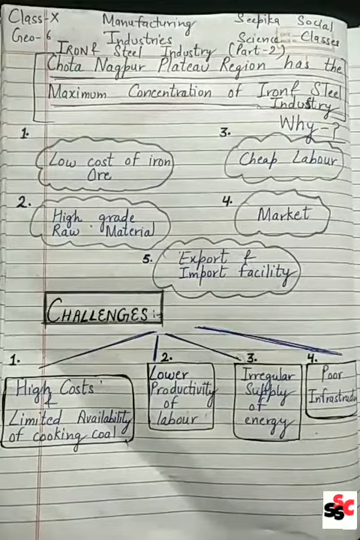 Class-X
Geo-6
Manufacturing
Industries
Deepika Social
Science Classes
Iron & Steel Industry (Part-2)
Chota Nagpur Plateau Region has the
Maximum Concentration of Iron & Steel
Industry
Why-?
1.
Low cost of iron
Ore
3.
Cheap Labour
2.
High grade
Raw Material
4.
Market
5.
Export &
Import facility
CHALLENGES:-
1.
High Costs
&
Limited Availability
of cooking coal
2.
Lower
Productivity
of
labour
3.
Irregular
Supply
of
energy
4.
Poor
Infrastru
SSC